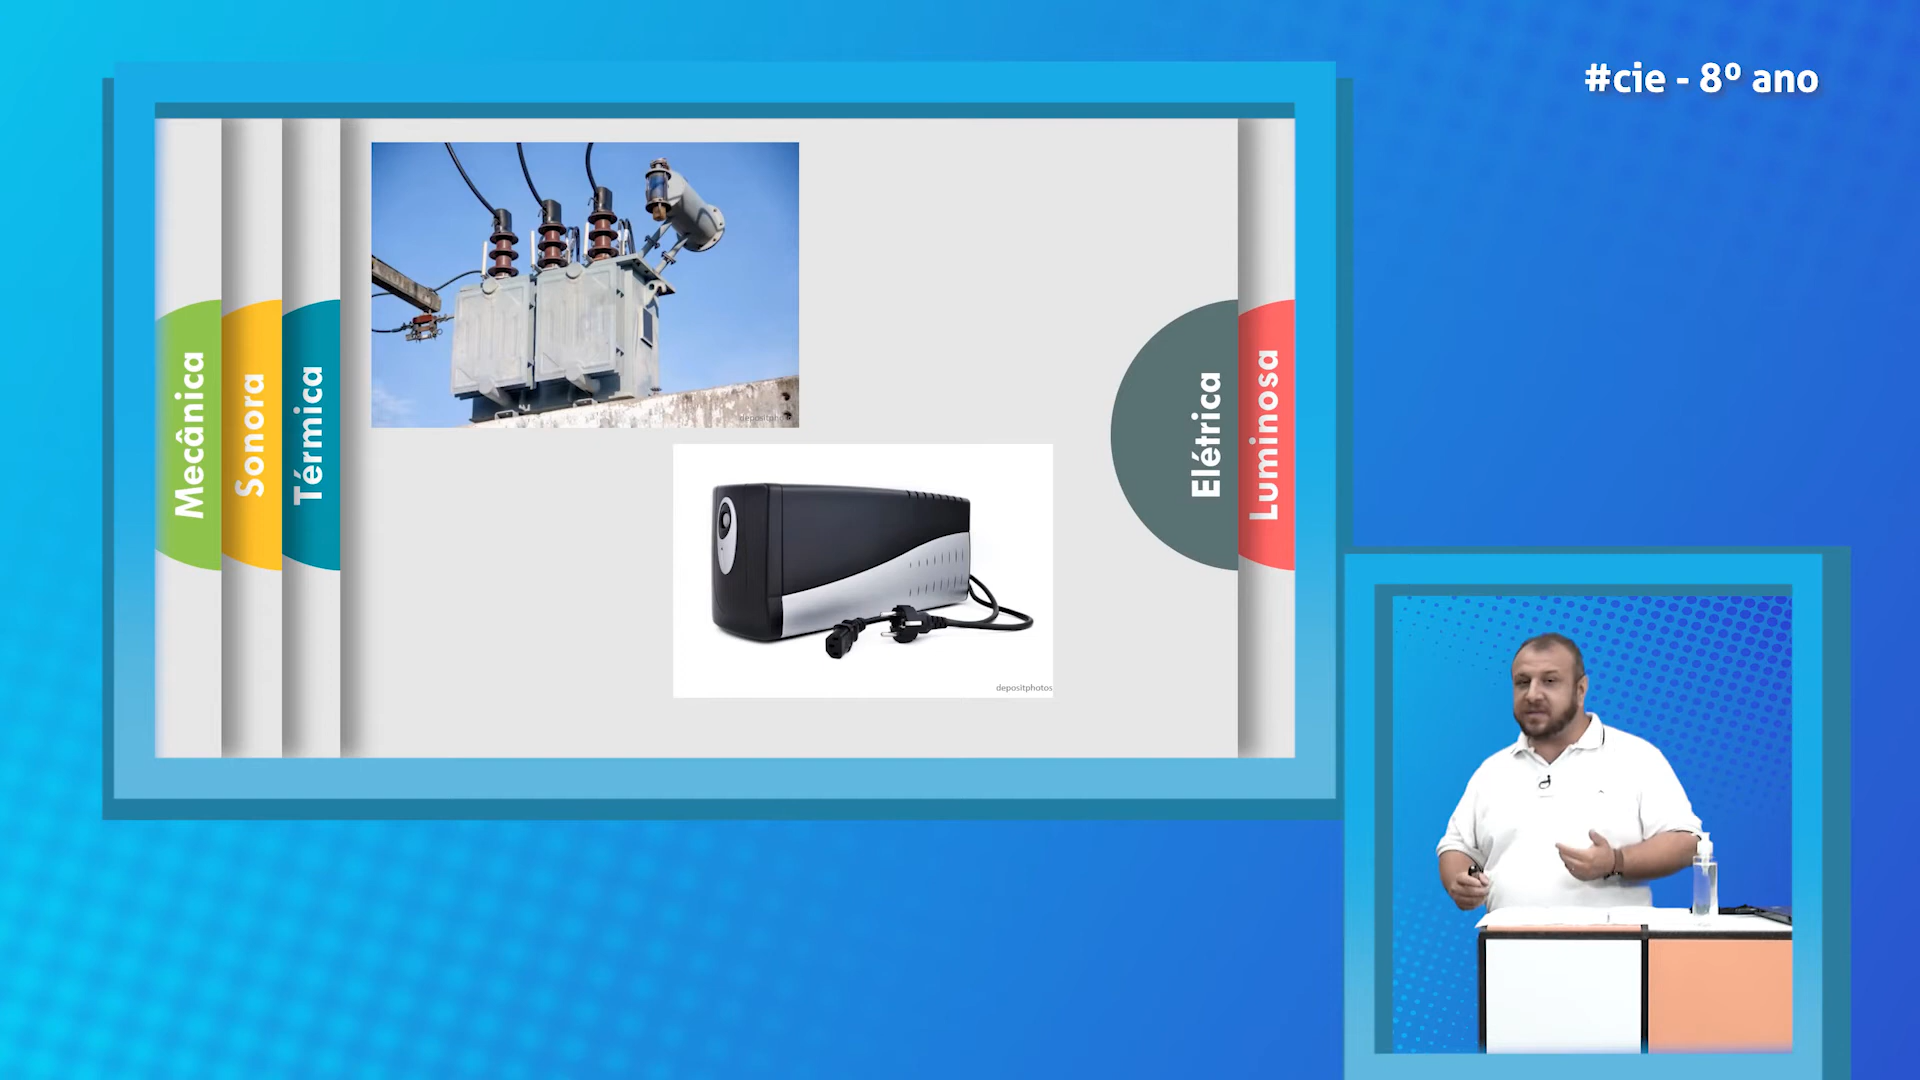 #cie - 8º ano
Mecânica
Sonora
Térmica
Elétrica
Luminosa
depositphotos
depositphotos